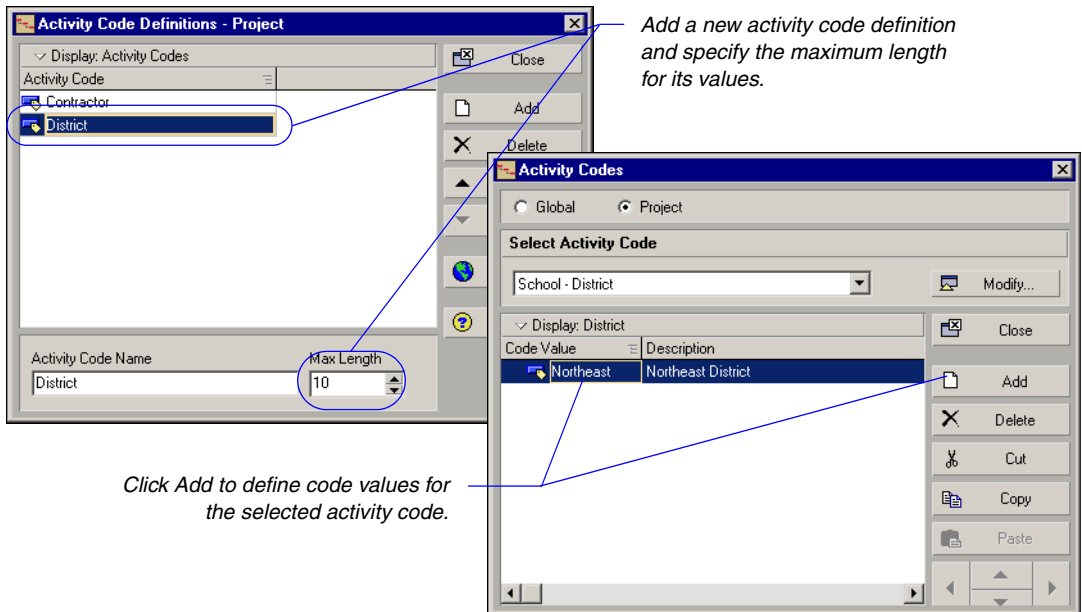 Activity Code Definitions - Project
Display: Activity Codes
Activity Code
Contractor
District
Close
Add
Delete
Activity Code Name
Max Length
District
10
Add a new activity code definition
and specify the maximum length
for its values.
Activity Codes
Global
Project
Select Activity Code
School - District
Modify...
Display: District
Code Value
Description
Northeast
Northeast District
Close
Add
Delete
Cut
Copy
Paste
Click Add to define code values for
the selected activity code.